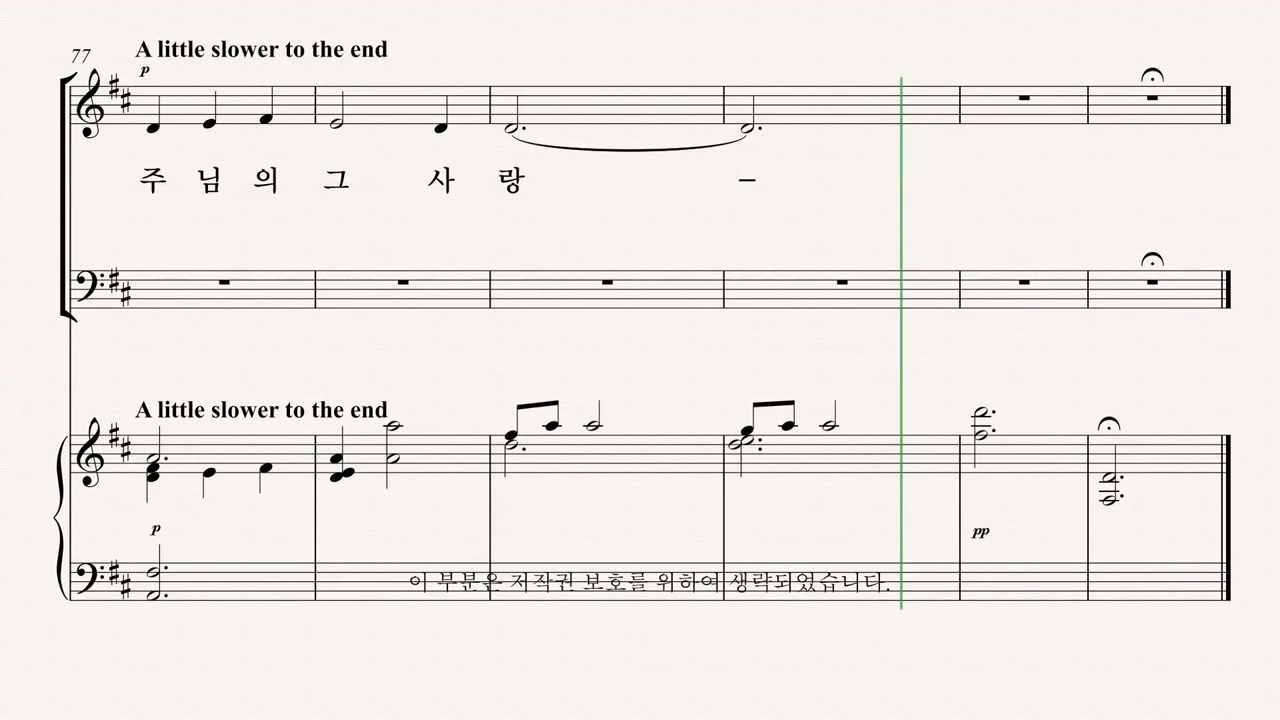 77
A little slower to the end
p
주 님 의 그 사 랑 –
A little slower to the end
p
pp
이 부분은 저작권 보호를 위하여 생략되었습니다.